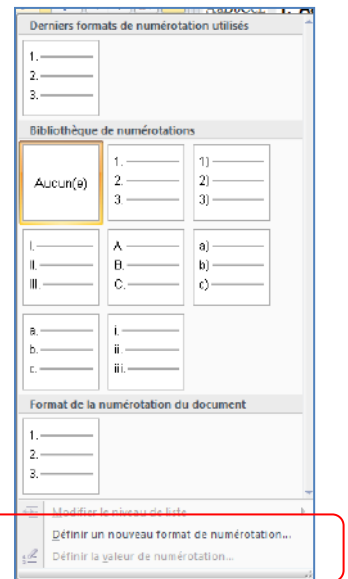 Derniers formats de numérotation utilisés
1.
2.
3.
Bibliothèque de numérotations
Aucun(e)
1.
2.
3.
1)
2)
3)
I.
II.
III.
A.
B.
C.
a)
b)
c)
a.
b.
c.
i.
ii.
iii.
Format de la numérotation du document
1.
2.
3.
Modifier le niveau de liste
Définir un nouveau format de numérotation...
Définir la valeur de numérotation...